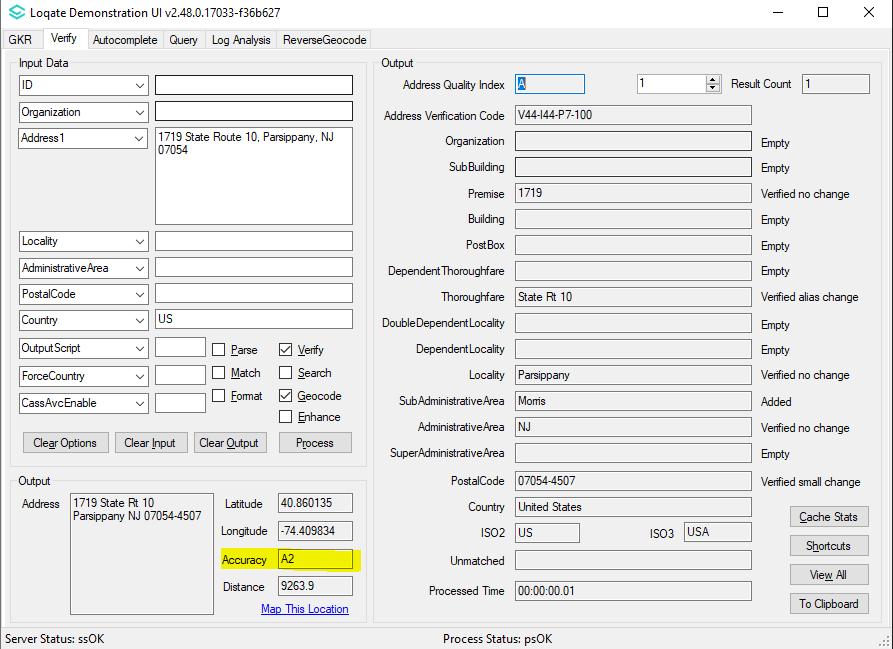 Loqate Demonstration UI v2.48.0.17033-f36b627
GKR Verify Autocomplete Query Log Analysis ReverseGeocode
Input Data
ID
Organization
Address1 1719 State Route 10, Parsippany, NJ
07054
Locality
AdministrativeArea
PostalCode
Country US
OutputScript Parse Verify
ForceCountry Match Search
CassAvcEnable Format Geocode
Enhance
Clear Options Clear Input Clear Output Process
Output
Address 1719 State Rt 10
Parsippany NJ 07054-4507
Latitude 40.860135
Longitude -74.409834
Accuracy A2
Distance 9263.9
Map This Location
Output
Address Quality Index A 1 Result Count 1
Address Verification Code V44-I44-P7-100
Organization Empty
SubBuilding Empty
Premise 1719 Verified no change
Building Empty
PostBox Empty
DependentThoroughfare Empty
Thoroughfare State Rt 10 Verified alias change
DoubleDependentLocality Empty
DependentLocality Empty
Locality Parsippany Verified no change
SubAdministrativeArea Morris Added
AdministrativeArea NJ Verified no change
SuperAdministrativeArea Empty
PostalCode 07054-4507 Verified small change
Country United States
ISO2 US ISO3 USA
Unmatched
Processed Time 00:00:00.01
Cache Stats
Shortcuts
View All
To Clipboard
Server Status: ssOK Process Status: psOK